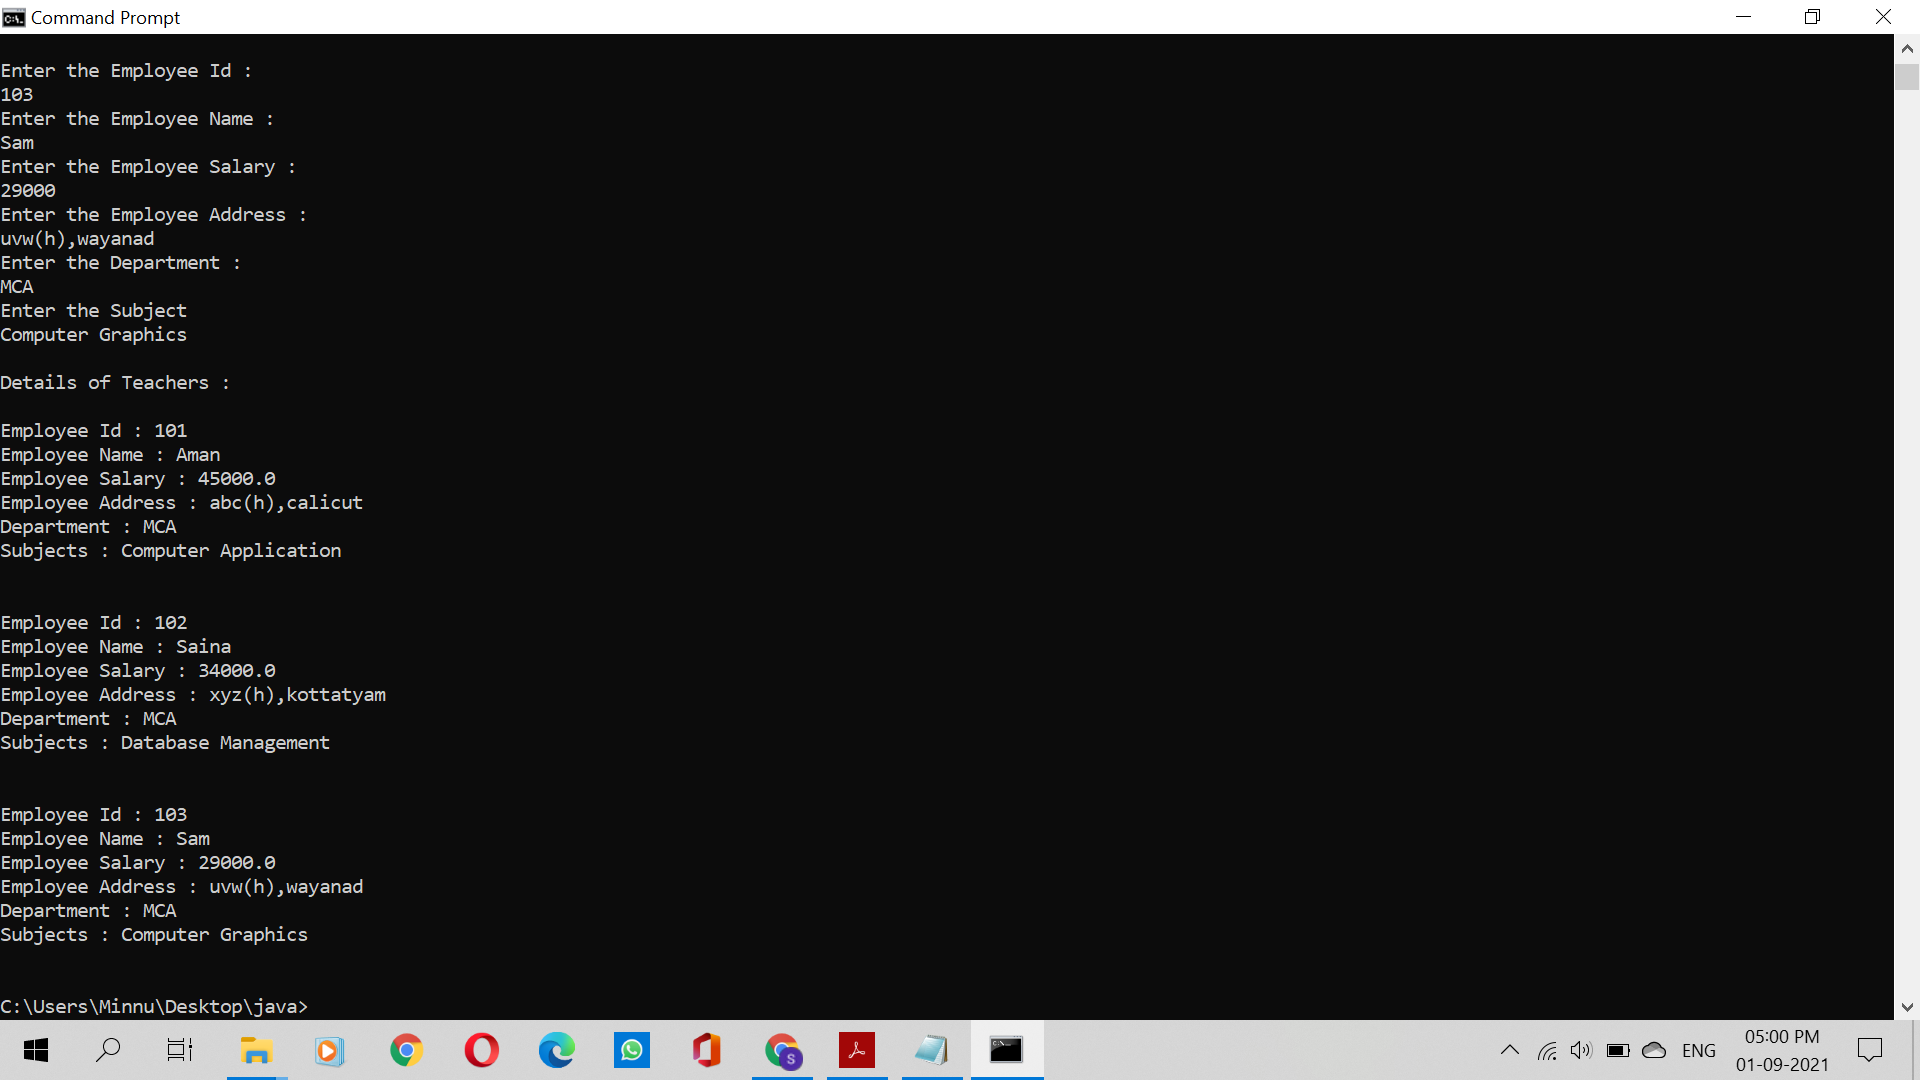 Command Prompt
Enter the Employee Id :
103
Enter the Employee Name :
Sam
Enter the Employee Salary :
29000
Enter the Employee Address :
uvw(h),wayanad
Enter the Department :
MCA
Enter the Subject
Computer Graphics
Details of Teachers :
Employee Id : 101
Employee Name : Aman
Employee Salary : 45000.0
Employee Address : abc(h),calicut
Department : MCA
Subjects : Computer Application
Employee Id : 102
Employee Name : Saina
Employee Salary : 34000.0
Employee Address : xyz(h),kottatyam
Department : MCA
Subjects : Database Management
Employee Id : 103
Employee Name : Sam
Employee Salary : 29000.0
Employee Address : uvw(h),wayanad
Department : MCA
Subjects : Computer Graphics
C:\Users\Minnu\Desktop\java>
S
ENG
05:00 PM
01-09-2021